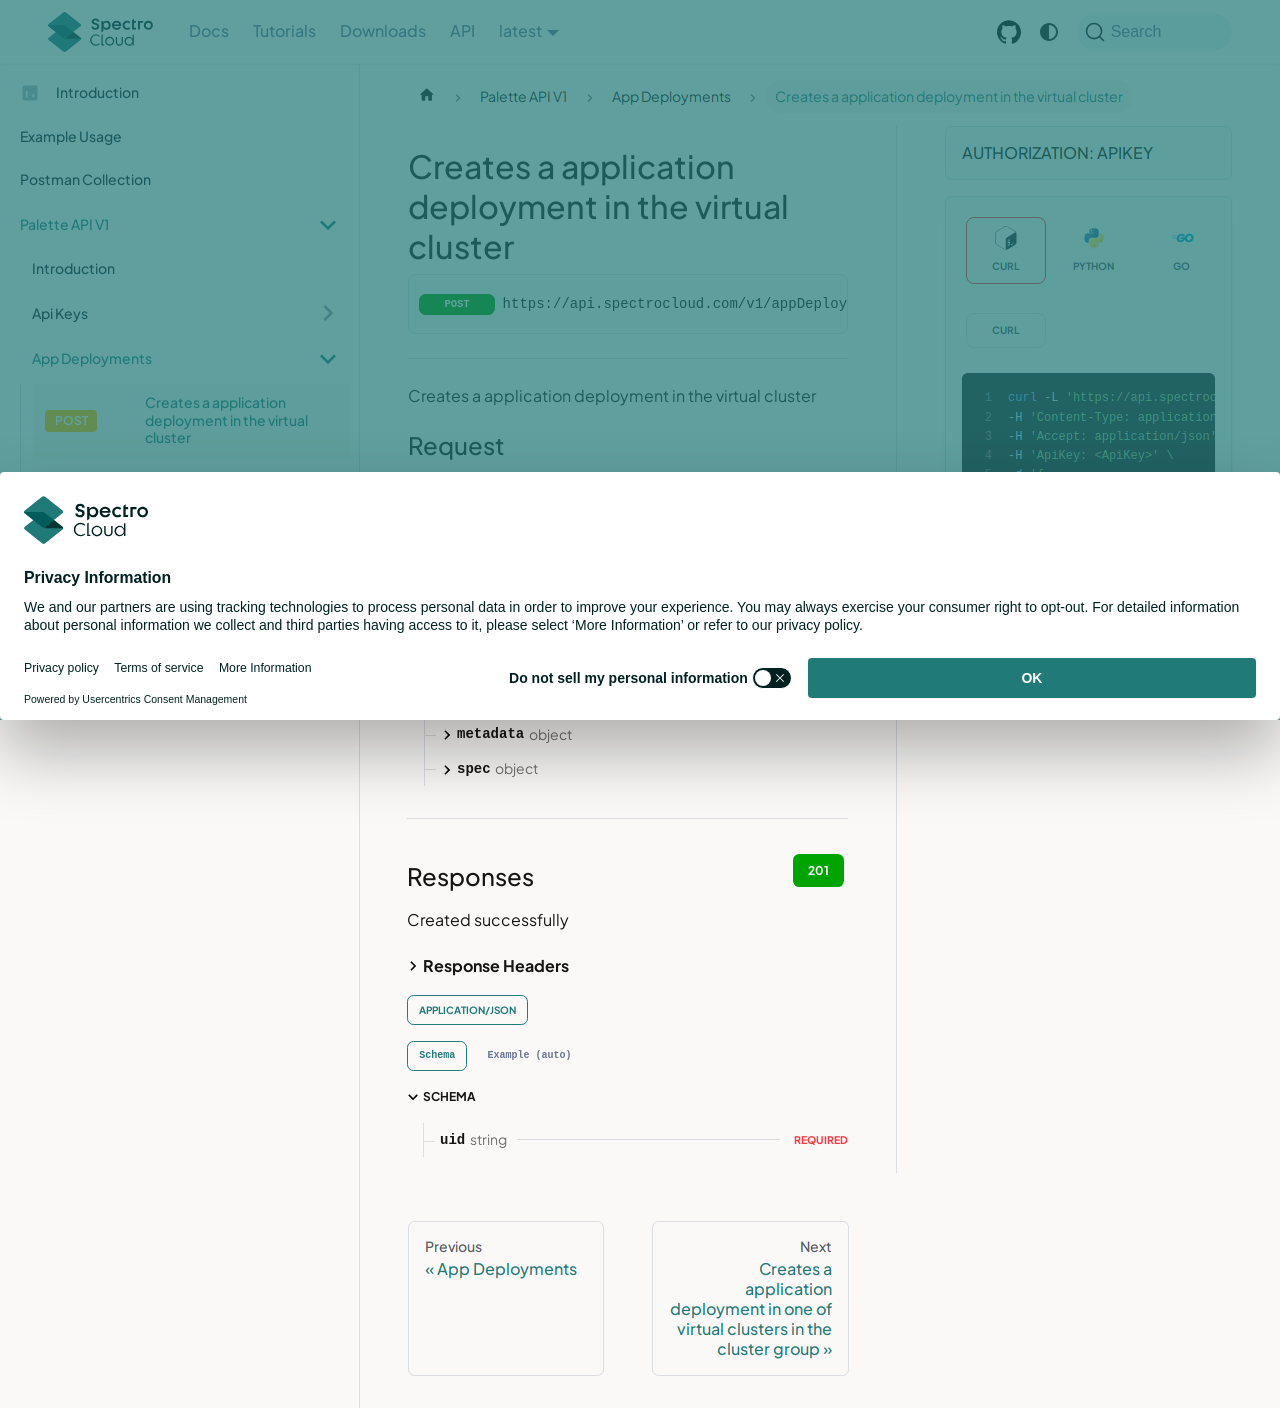 Spectro
Cloud
Docs
Tutorials
Downloads
API
latest
Search
Introduction
Example Usage
Postman Collection
Palette API V1
Introduction
Api Keys
App Deployments
POST
Creates a application
deployment in the virtual
cluster
Palette API V1
App Deployments
Creates a application deployment in the virtual cluster
Creates a application
deployment in the virtual
cluster
POST
https://api.spectrocloud.com/v1/appDeploy
Creates a application deployment in the virtual cluster
Request
AUTHORIZATION: APIKEY
CURL
PYTHON
GO
CURL
1 curl -L 'https://api.spectroc
2 -H 'Content-Type: application
3 -H 'Accept: application/json'
4 -H 'ApiKey: <ApiKey>' \
Spectro
Cloud
Privacy Information
We and our partners are using tracking technologies to process personal data in order to improve your experience. You may always exercise your consumer right to opt-out. For detailed information
about personal information we collect and third parties having access to it, please select ‘More Information’ or refer to our privacy policy.
Privacy policy
Terms of service
More Information
Powered by Usercentrics Consent Management
Do not sell my personal information
OK
metadata object
spec object
Responses
201
Created successfully
Response Headers
APPLICATION/JSON
Schema
Example (auto)
SCHEMA
uid string
REQUIRED
Previous
« App Deployments
Next
Creates a
application
deployment in one of
virtual clusters in the
cluster group »